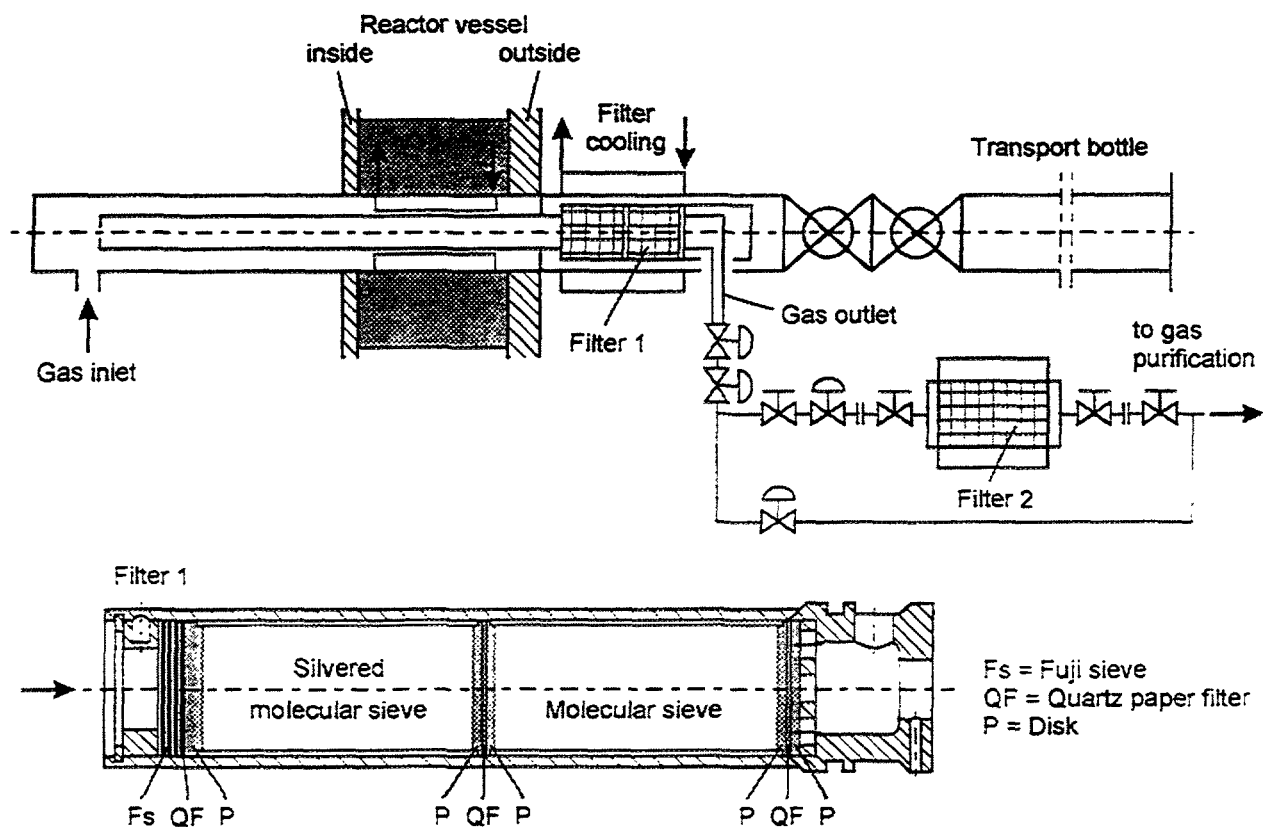 Reactor vessel
inside outside
Filter
cooling
Transport bottle
Gas inlet
Filter 1
Gas outlet
to gas
purification
Filter 2
Filter 1
Silvered
molecular sieve
Molecular sieve
Fs = Fuji sieve
QF = Quartz paper filter
P = Disk
Fs QF P P QF P P QF P